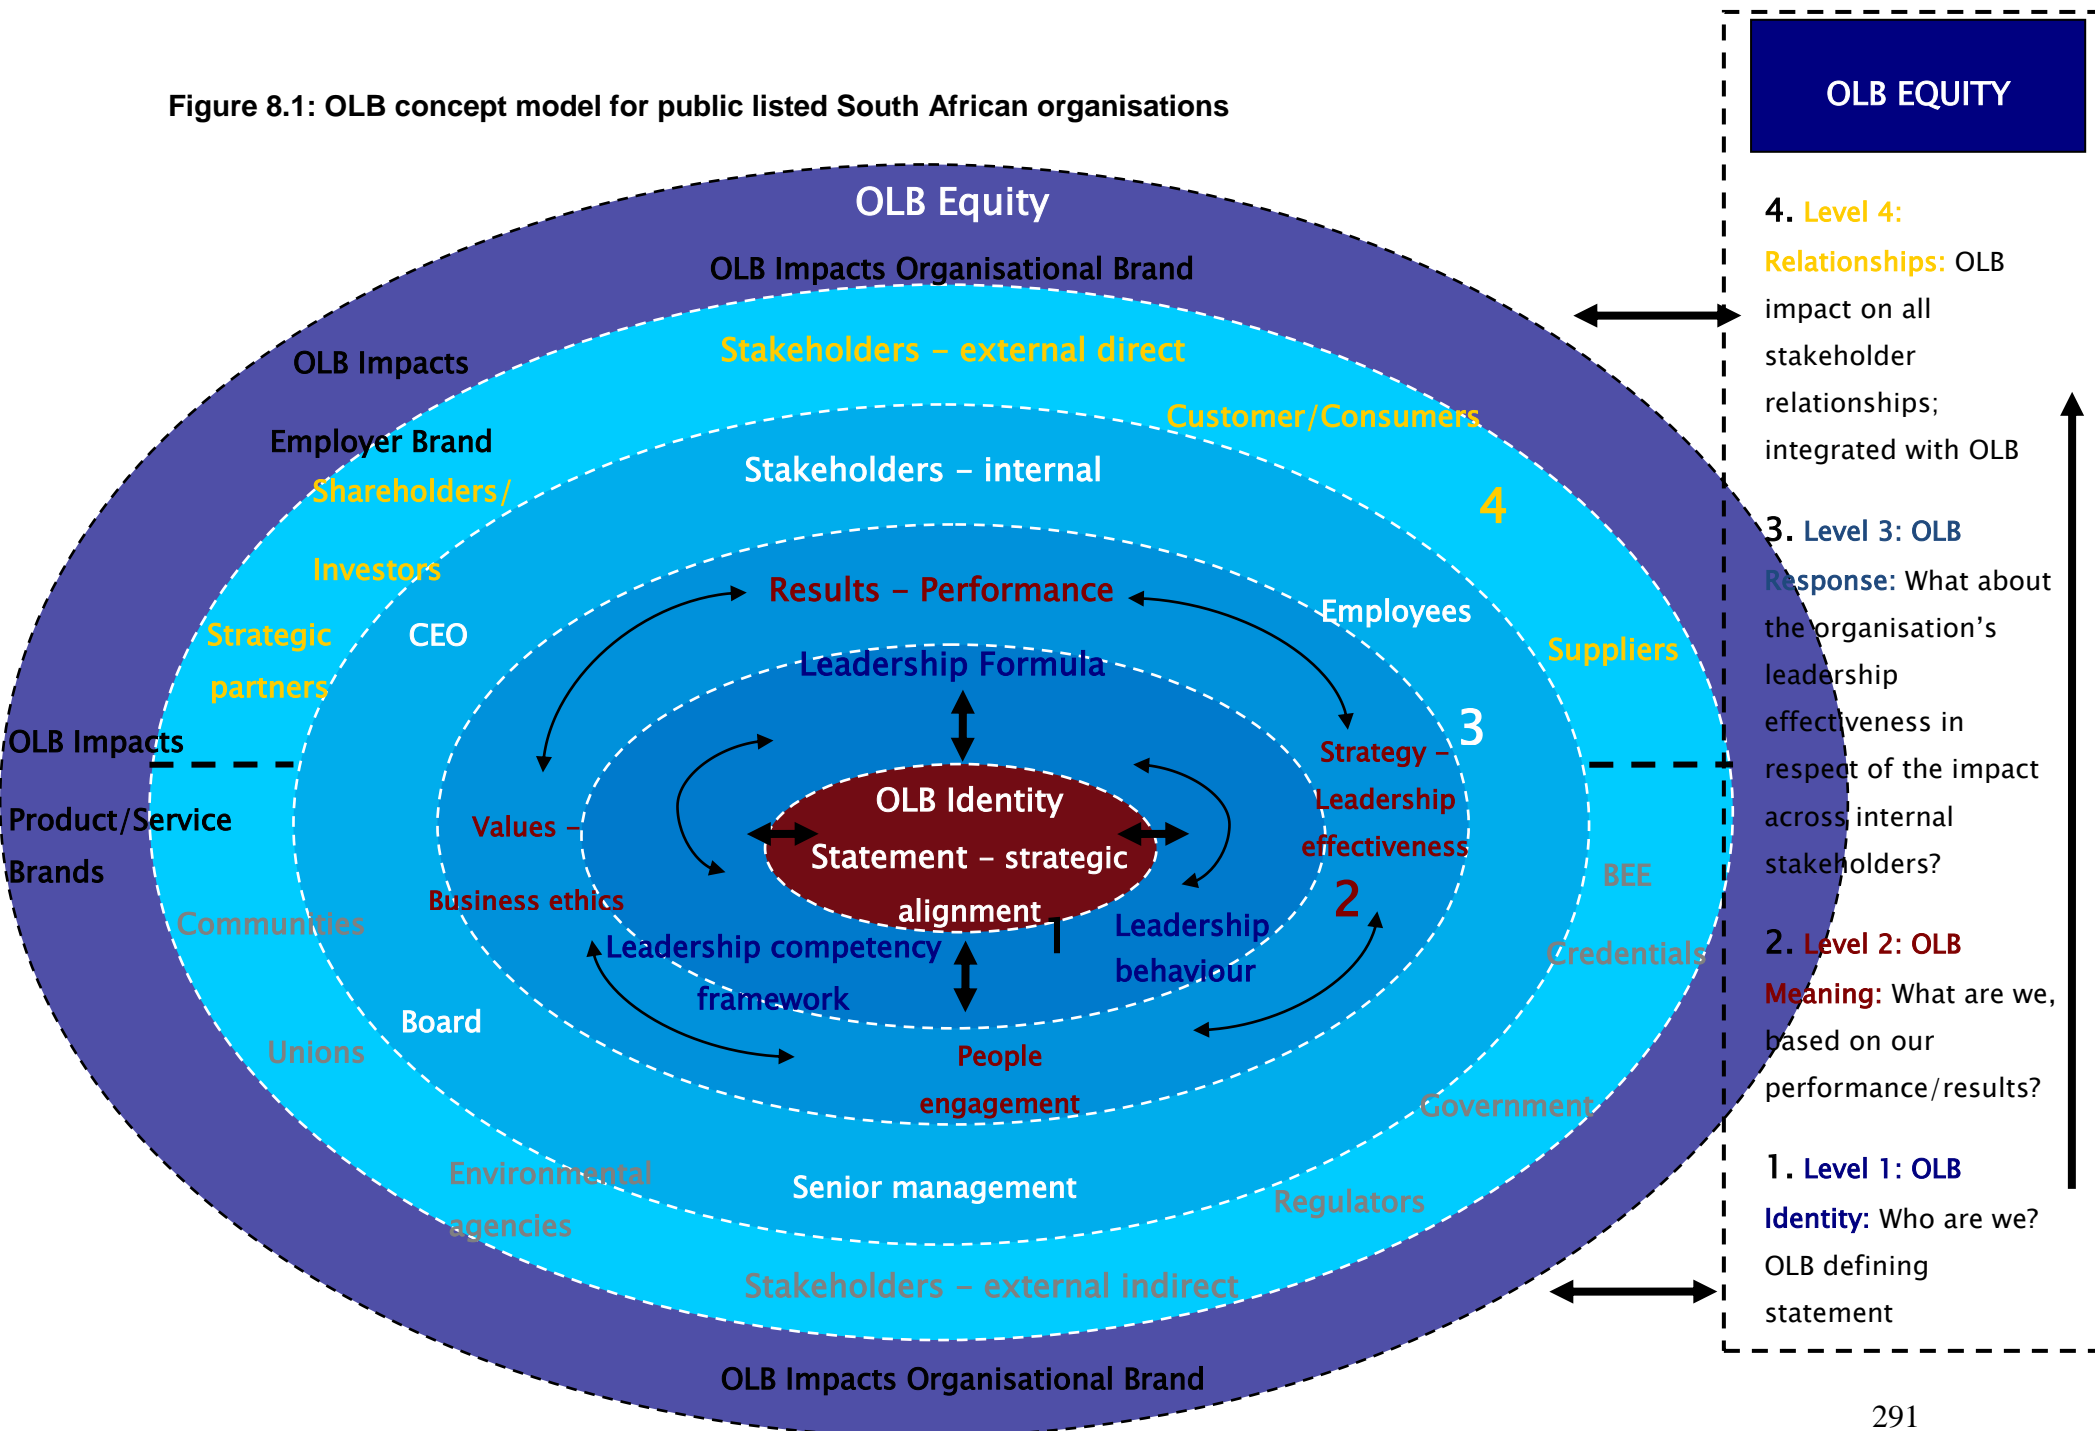 Figure 8.1: OLB concept model for public listed South African organisations
OLB Equity
OLB Impacts Organisational Brand
OLB Impacts
Employer Brand
Stakeholders – external direct
Customer/Consumers
Stakeholders – internal
Shareholders/
Investors
4
Results – Performance
Employees
Strategic
partners
CEO
Suppliers
Leadership Formula
3
OLB Impacts
Product/Service
Brands
Strategy –
Leadership
effectiveness
2
Values –
Business ethics
OLB Identity
Statement – strategic
alignment
1
Leadership competency
framework
Leadership
behaviour
BEE
Credentials
Communities
Board
Unions
People
engagement
Government
Environmental
agencies
Senior management
Regulators
Stakeholders – external indirect
OLB Impacts Organisational Brand
OLB EQUITY
4. Level 4:
Relationships: OLB
impact on all
stakeholder
relationships;
integrated with OLB
3. Level 3: OLB
Response: What about
the organisation’s
leadership
effectiveness in
respect of the impact
across internal
stakeholders?
2. Level 2: OLB
Meaning: What are we,
based on our
performance/results?
1. Level 1: OLB
Identity: Who are we?
OLB defining
statement
291